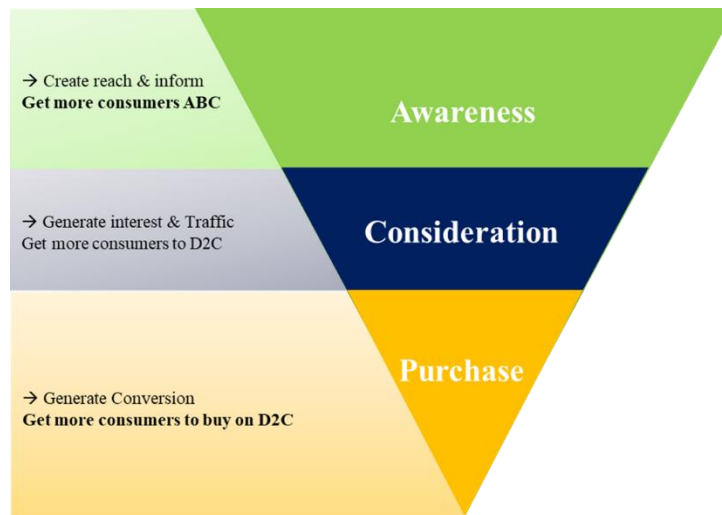 → Create reach & inform
Get more consumers ABC
Awareness
→ Generate interest & Traffic
Get more consumers to D2C
Consideration
→ Generate Conversion
Get more consumers to buy on D2C
Purchase